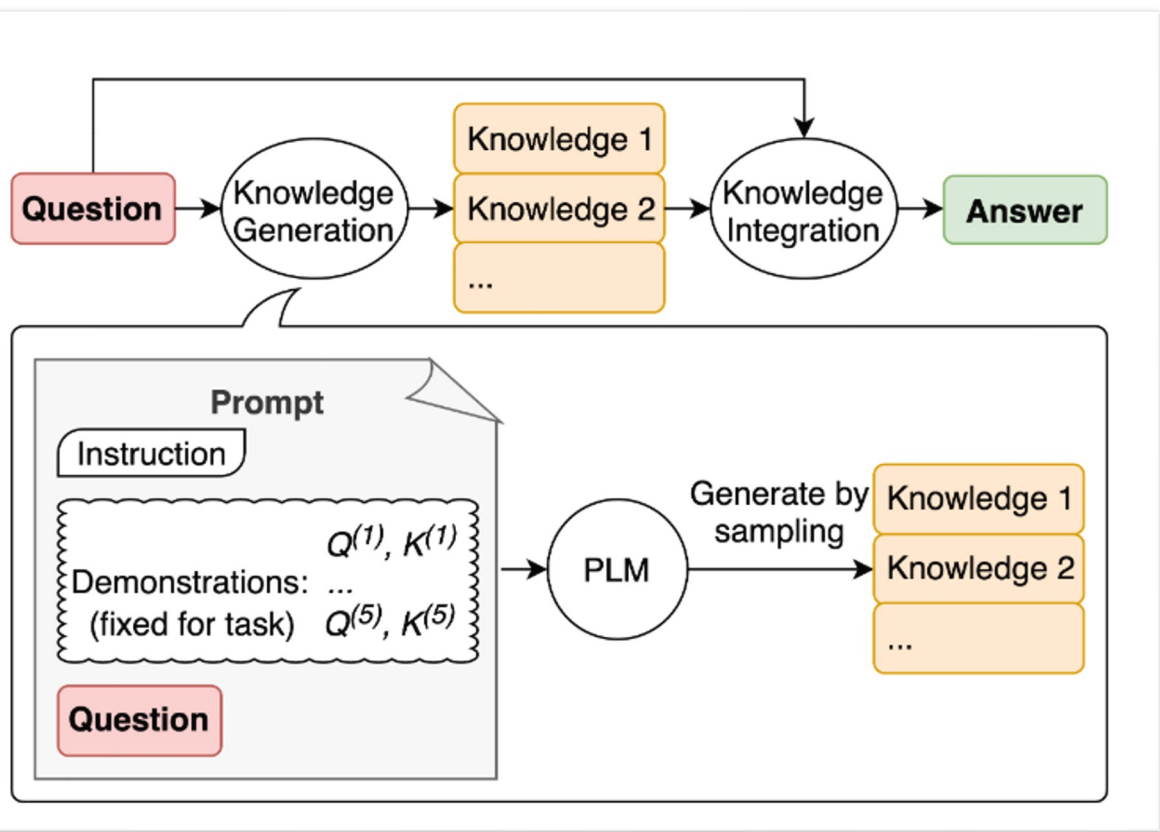 Question
Knowledge
Generation
Knowledge 1
Knowledge 2
...
Knowledge
Integration
Answer
Prompt
Instruction
Q(1), K(1)
Demonstrations: ...
(fixed for task) Q(5), K(5)
Question
PLM
Generate by
sampling
Knowledge 1
Knowledge 2
...